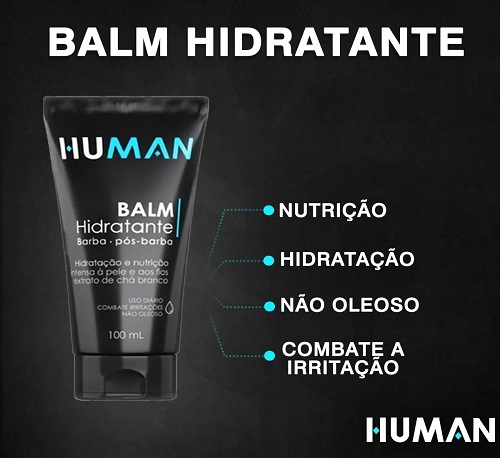 BALM HIDRATANTE
HUMAN
BALM
Hidratante
Barba · pós-barba
Hidratação e nutrição
intensa à pele e aos fios
extrato de chá branco
USO DIÁRIO
COMBATE IRRITAÇÕES
NÃO OLEOSO
100 mL
NUTRIÇÃO
HIDRATAÇÃO
NÃO OLEOSO
COMBATE A
IRRITAÇÃO
HUMAN